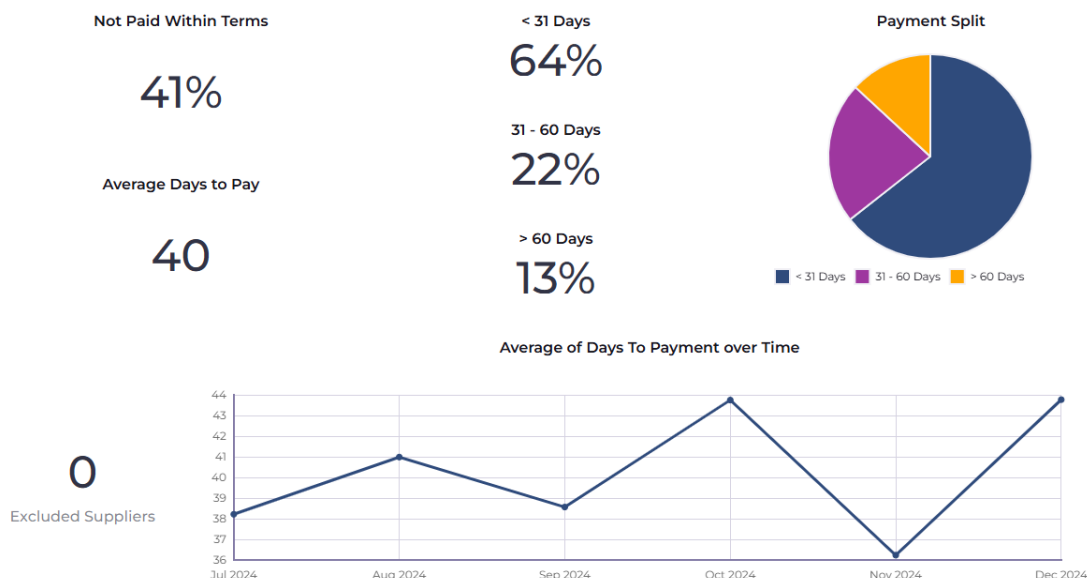 Not Paid Within Terms
41%
Average Days to Pay
40
< 31 Days
64%
31 - 60 Days
22%
> 60 Days
13%
Payment Split
< 31 Days 31 - 60 Days > 60 Days
Average of Days To Payment over Time
0
Excluded Suppliers
44
43
42
41
40
39
38
37
36
Jul 2024 Aug 2024 Sep 2024 Oct 2024 Nov 2024 Dec 2024